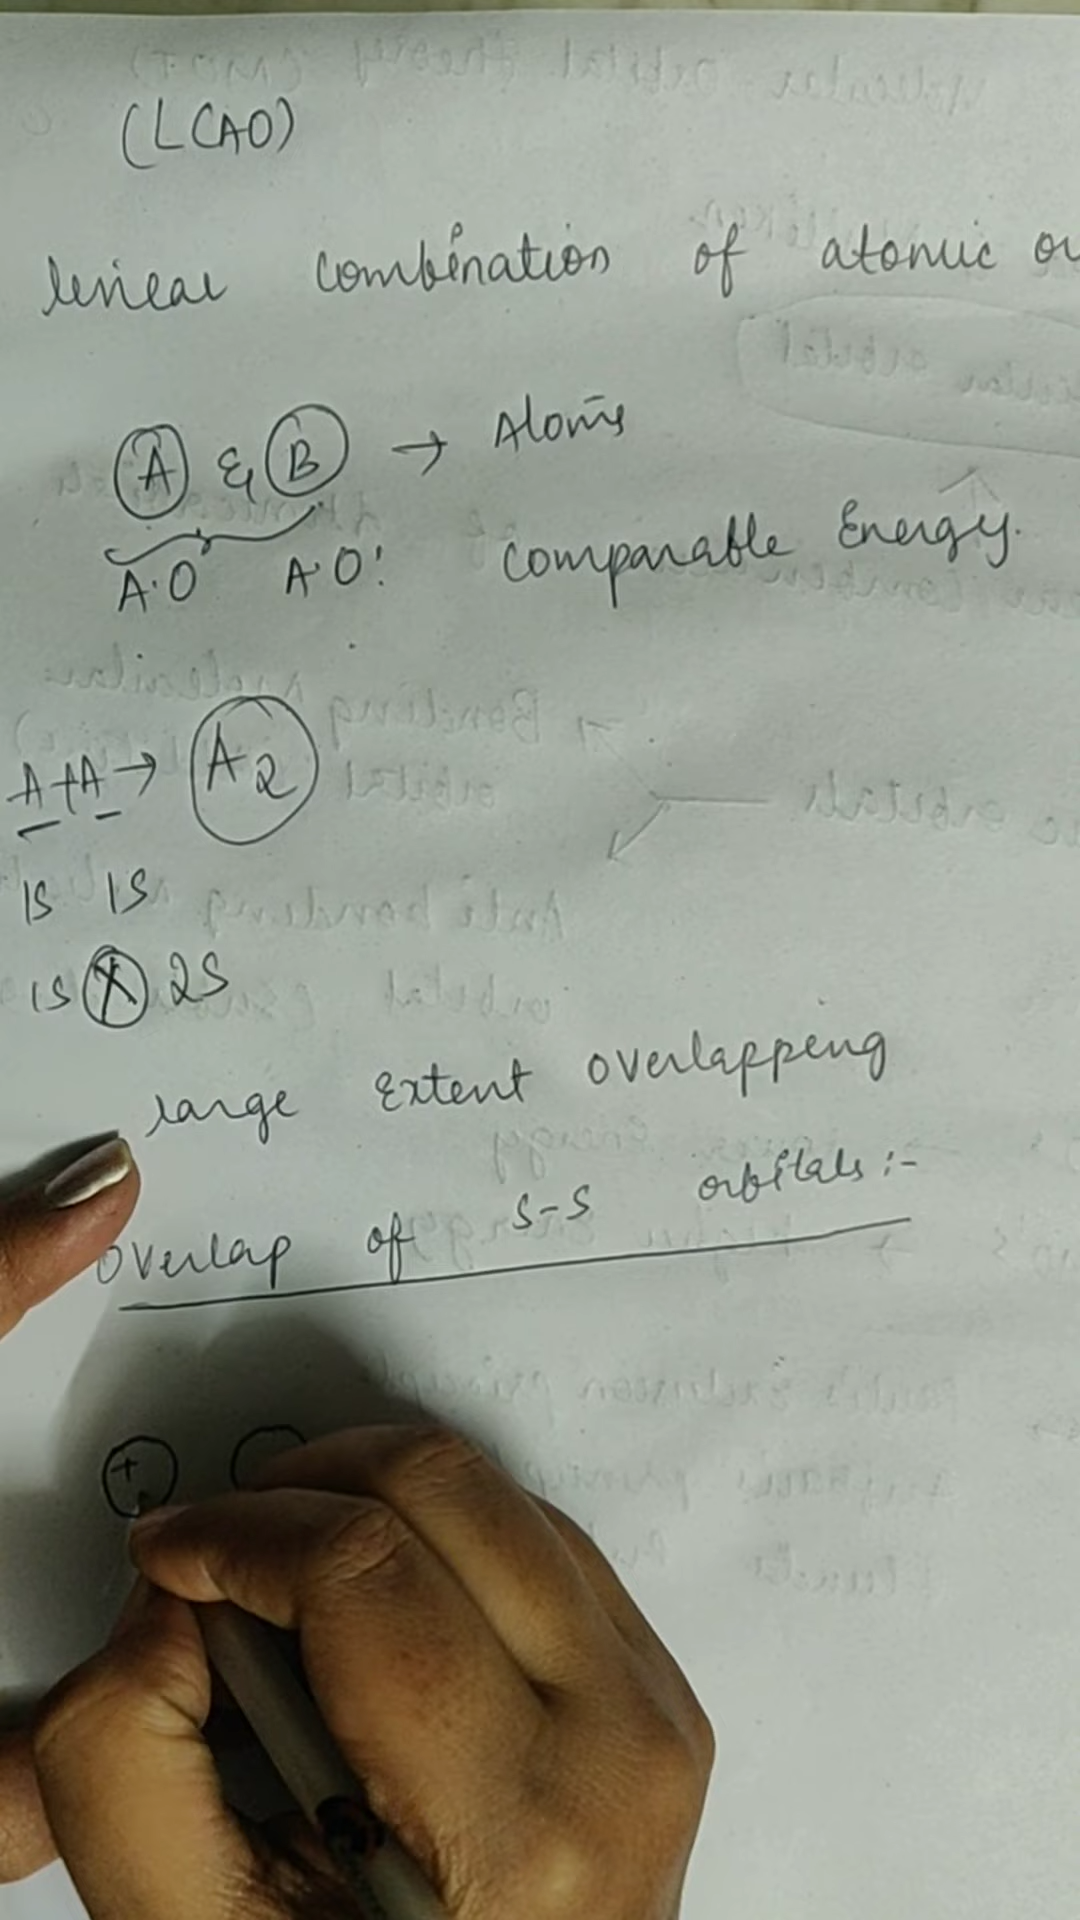 (LCAO)
linear combination of atomic
A & B → Atoms
A.O A.O! comparable Energy.
A+A → A2
1S 1S
1S X 2S
large Extent overlapping
overlap of S-S orbitals :-
+